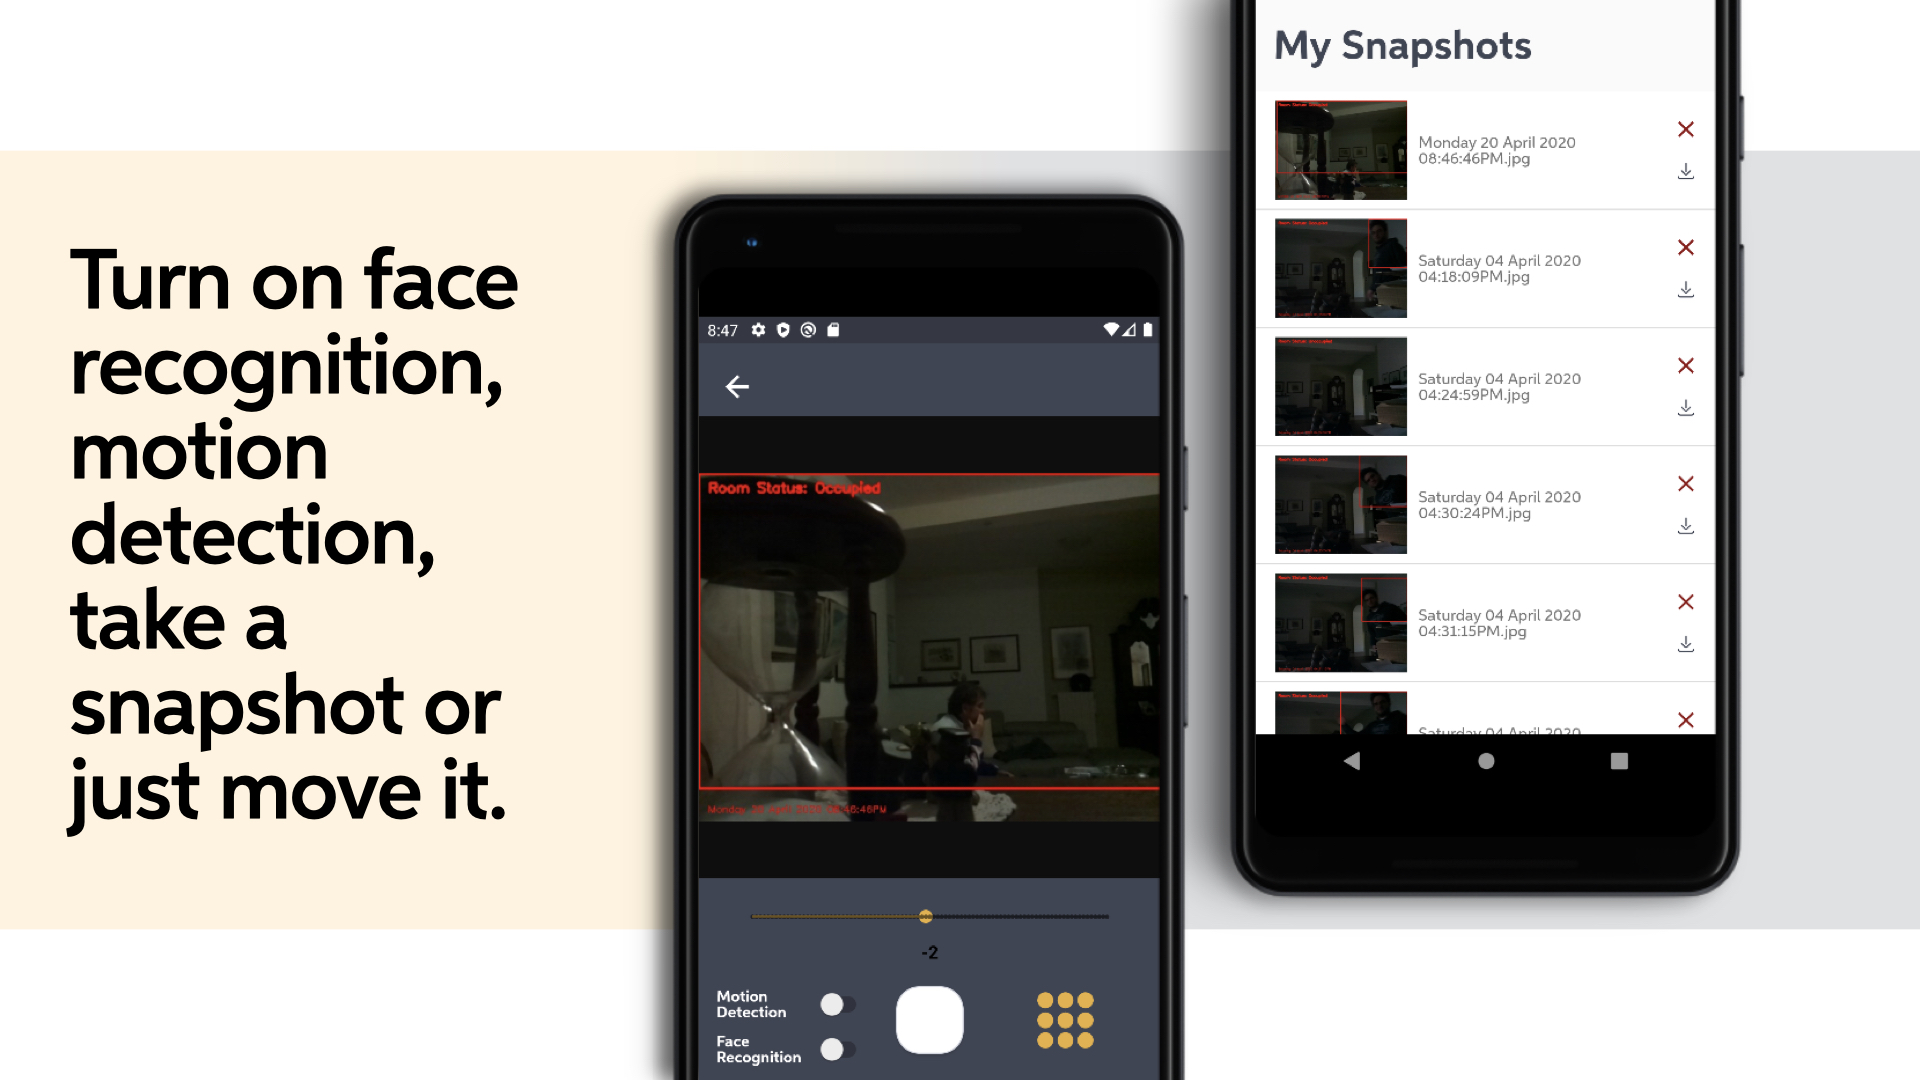 Turn on face
recognition,
motion
detection,
take a
snapshot or
just move it.
8:47
Room Status: Occupied
Monday 20 April 2020 08:46:46PM
-2
Motion
Detection
Face
Recognition
My Snapshots
Monday 20 April 2020
08:46:46PM.jpg
Saturday 04 April 2020
04:18:09PM.jpg
Saturday 04 April 2020
04:24:59PM.jpg
Saturday 04 April 2020
04:30:24PM.jpg
Saturday 04 April 2020
04:31:15PM.jpg
Saturday 04 April 2020